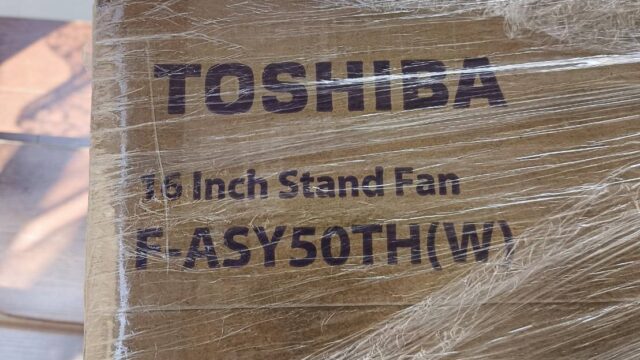 TOSHIBA
16 Inch Stand Fan
F-ASY50TH(W)